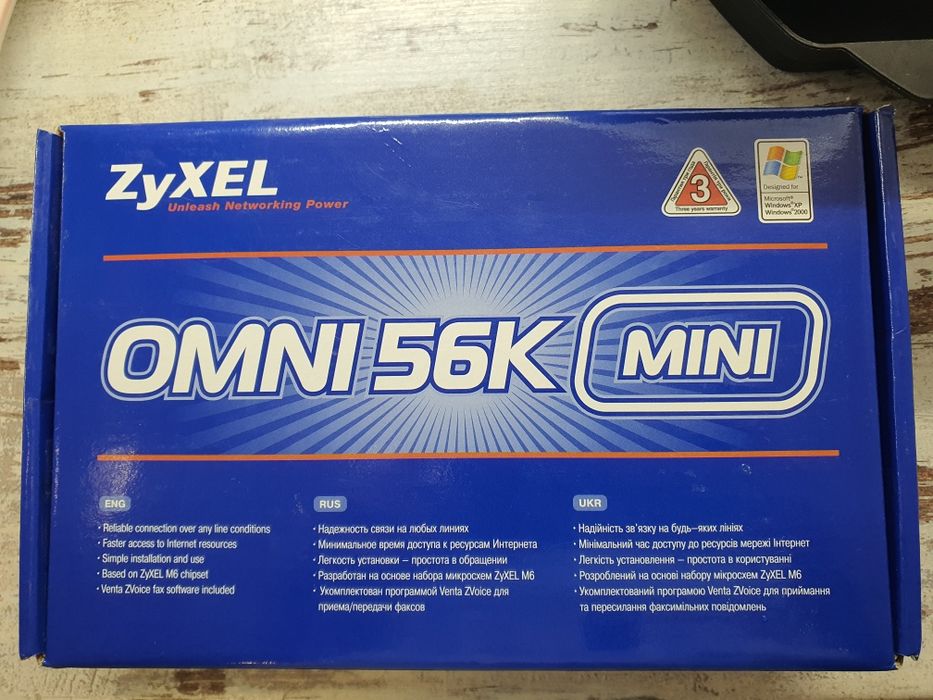 ZyXEL
Unleash Networking Power
3
Three years warranty
Designed for
Microsoft®
Windows®XP
Windows®2000
OMNI 56K MINI
ENG
· Reliable connection over any line conditions
· Faster access to Internet resources
· Simple installation and use
· Based on ZyXEL M6 chipset
· Venta ZVoice fax software included
RUS
· Надежность связи на любых линиях
· Минимальное время доступа к ресурсам Интернета
· Легкость установки – простота в обращении
· Разработан на основе набора микросхем ZyXEL M6
· Укомплектован программой Venta ZVoice для
приема/передачи факсов
UKR
· Надійність зв'язку на будь–яких лініях
· Мінімальний час доступу до ресурсів мережі Інтернет
· Легкість установлення – простота в користуванні
· Розроблений на основі набору мікросхем ZyXEL M6
· Укомплектований програмою Venta ZVoice для приймання
та пересилання факсимільних повідомлень